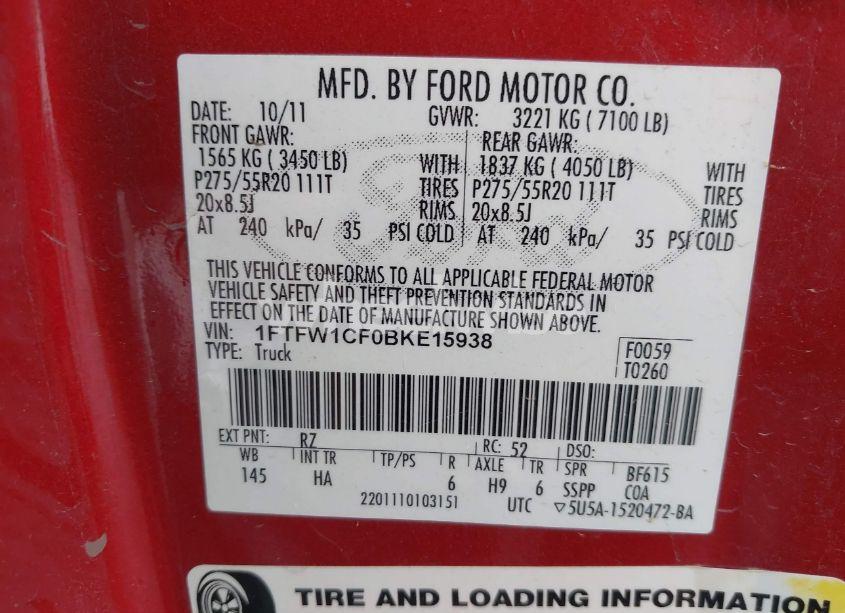 MFD. BY FORD MOTOR CO.
DATE: 10/11 GVWR: 3221 KG ( 7100 LB)
FRONT GAWR: REAR GAWR:
1565 KG ( 3450 LB) WITH 1837 KG ( 4050 LB) WITH
P275/55R20 111T TIRES P275/55R20 111T TIRES
20x8.5J RIMS 20x8.5J RIMS
AT 240 kPa/ 35 PSI COLD AT 240 kPa/ 35 PSI COLD
Ford
THIS VEHICLE CONFORMS TO ALL APPLICABLE FEDERAL MOTOR
VEHICLE SAFETY AND THEFT PREVENTION STANDARDS IN
EFFECT ON THE DATE OF MANUFACTURE SHOWN ABOVE.
VIN: 1FTFW1CF0BKE15938
TYPE: Truck
F0059
T0260
EXT PNT: RZ RC: 52 DSO:
WB INT TR TP/PS R AXLE TR SPR BF615
145 HA 6 H9 6 SSPP COA
2201110103151 UTC ▽5U5A-1520472-BA
TIRE AND LOADING INFORMATION